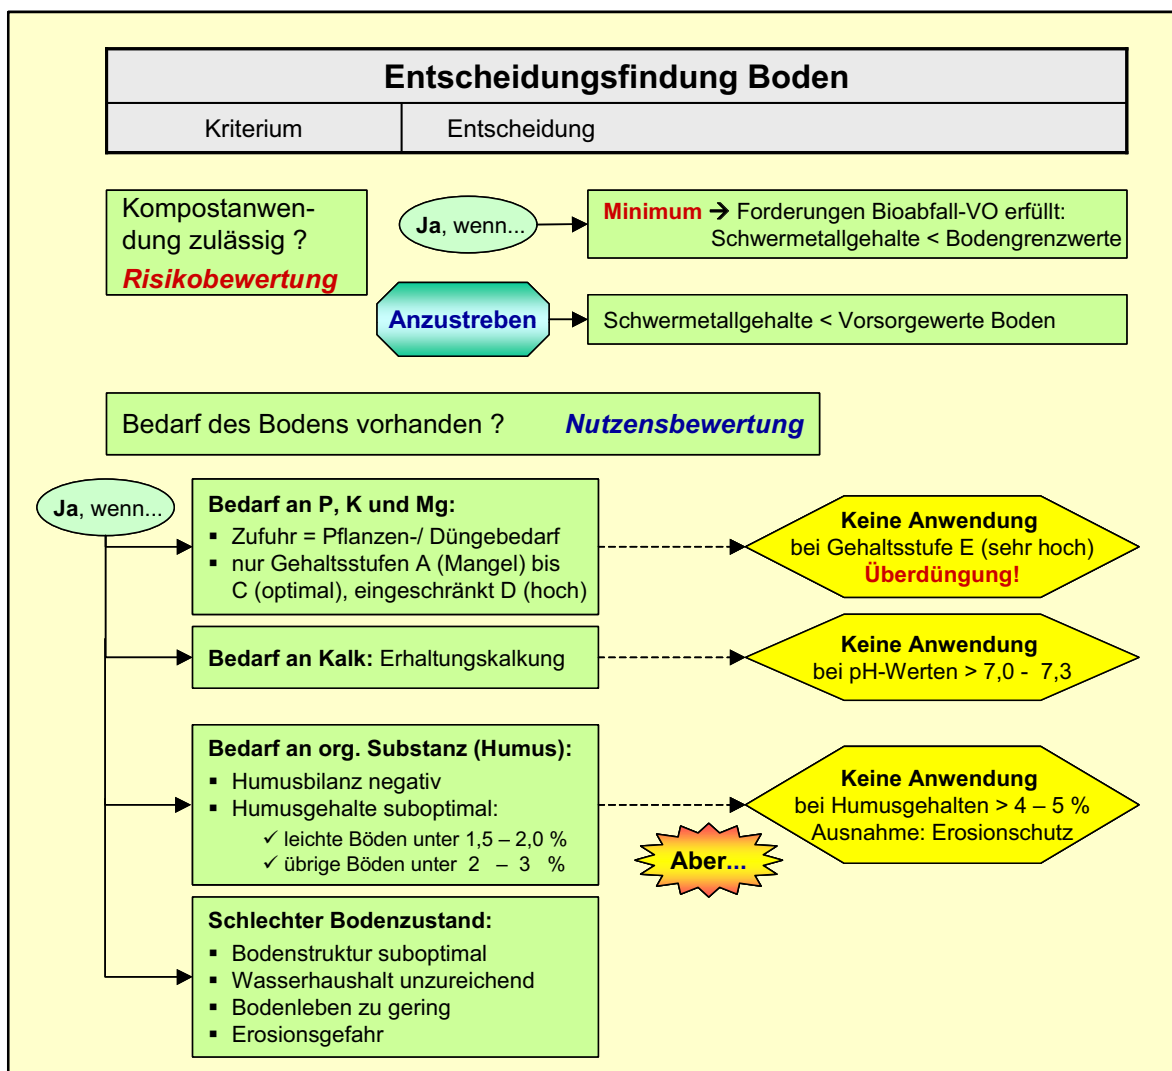 Entscheidungsfindung Boden
Kriterium
Entscheidung
Kompostanwen-
dung zulässig ?
Risikobewertung
Ja, wenn...
Minimum → Forderungen Bioabfall-VO erfüllt:
Schwermetallgehalte < Bodengrenzwerte
Anzustreben
Schwermetallgehalte < Vorsorgewerte Boden
Bedarf des Bodens vorhanden ? Nutzensbewertung
Ja, wenn...
Bedarf an P, K und Mg:
▪ Zufuhr = Pflanzen-/ Düngebedarf
▪ nur Gehaltsstufen A (Mangel) bis
C (optimal), eingeschränkt D (hoch)
Keine Anwendung
bei Gehaltsstufe E (sehr hoch)
Überdüngung!
Bedarf an Kalk: Erhaltungskalkung
Keine Anwendung
bei pH-Werten > 7,0 - 7,3
Bedarf an org. Substanz (Humus):
▪ Humusbilanz negativ
▪ Humusgehalte suboptimal:
✓ leichte Böden unter 1,5 – 2,0 %
✓ übrige Böden unter 2 – 3 %
Keine Anwendung
bei Humusgehalten > 4 – 5 %
Ausnahme: Erosionschutz
Aber...
Schlechter Bodenzustand:
▪ Bodenstruktur suboptimal
▪ Wasserhaushalt unzureichend
▪ Bodenleben zu gering
▪ Erosionsgefahr